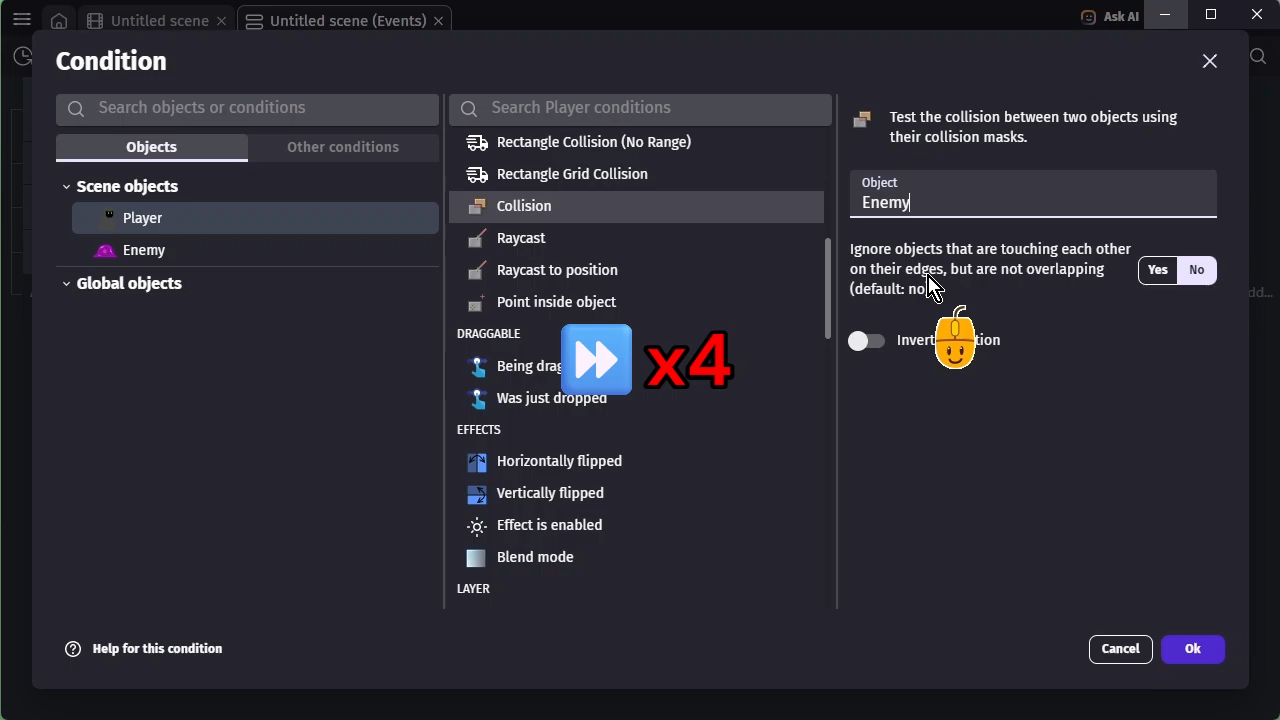 Untitled scene
Untitled scene (Events)
Ask AI
Condition
Search objects or conditions
Objects
Other conditions
Scene objects
Player
Enemy
Global objects
Search Player conditions
Rectangle Collision (No Range)
Rectangle Grid Collision
Collision
Raycast
Raycast to position
Point inside object
DRAGGABLE
Being drag
Was just dropped
EFFECTS
Horizontally flipped
Vertically flipped
Effect is enabled
Blend mode
LAYER
x4
Test the collision between two objects using
their collision masks.
Object
Enemy
Ignore objects that are touching each other
on their edges, but are not overlapping
(default: no
Yes
No
Invert
tion
Help for this condition
Cancel
Ok
dd...